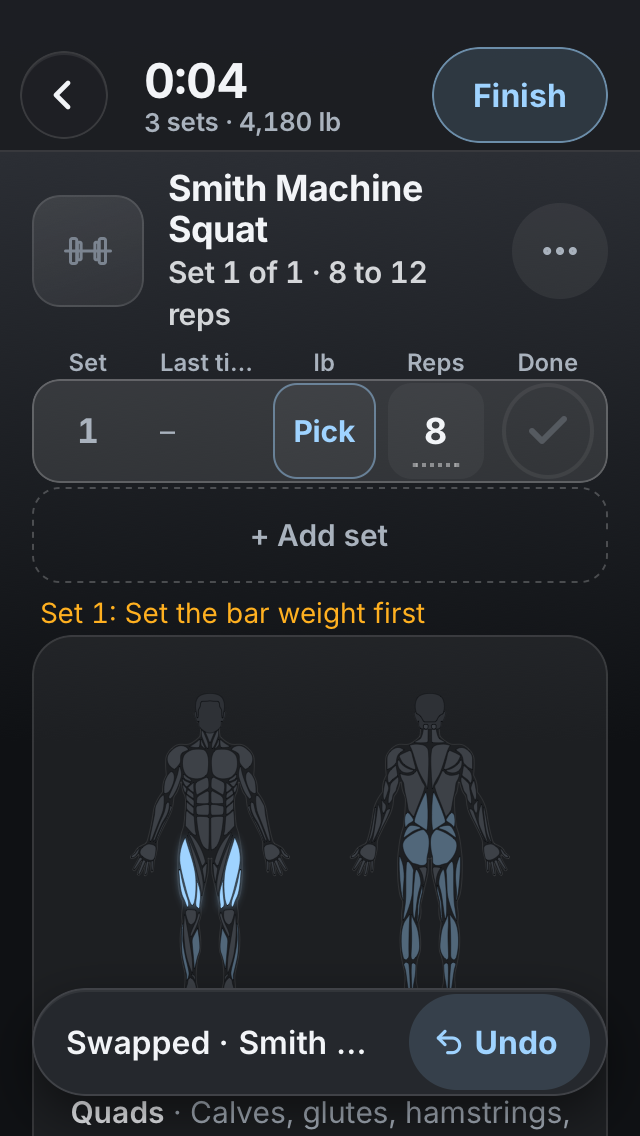 0:04
3 sets · 4,180 lb
Finish
Smith Machine
Squat
Set 1 of 1 · 8 to 12
reps
Set Last ti... lb Reps Done
1 – Pick 8
+ Add set
Set 1: Set the bar weight first
Swapped · Smith ... Undo
Quads · Calves, glutes, hamstrings,